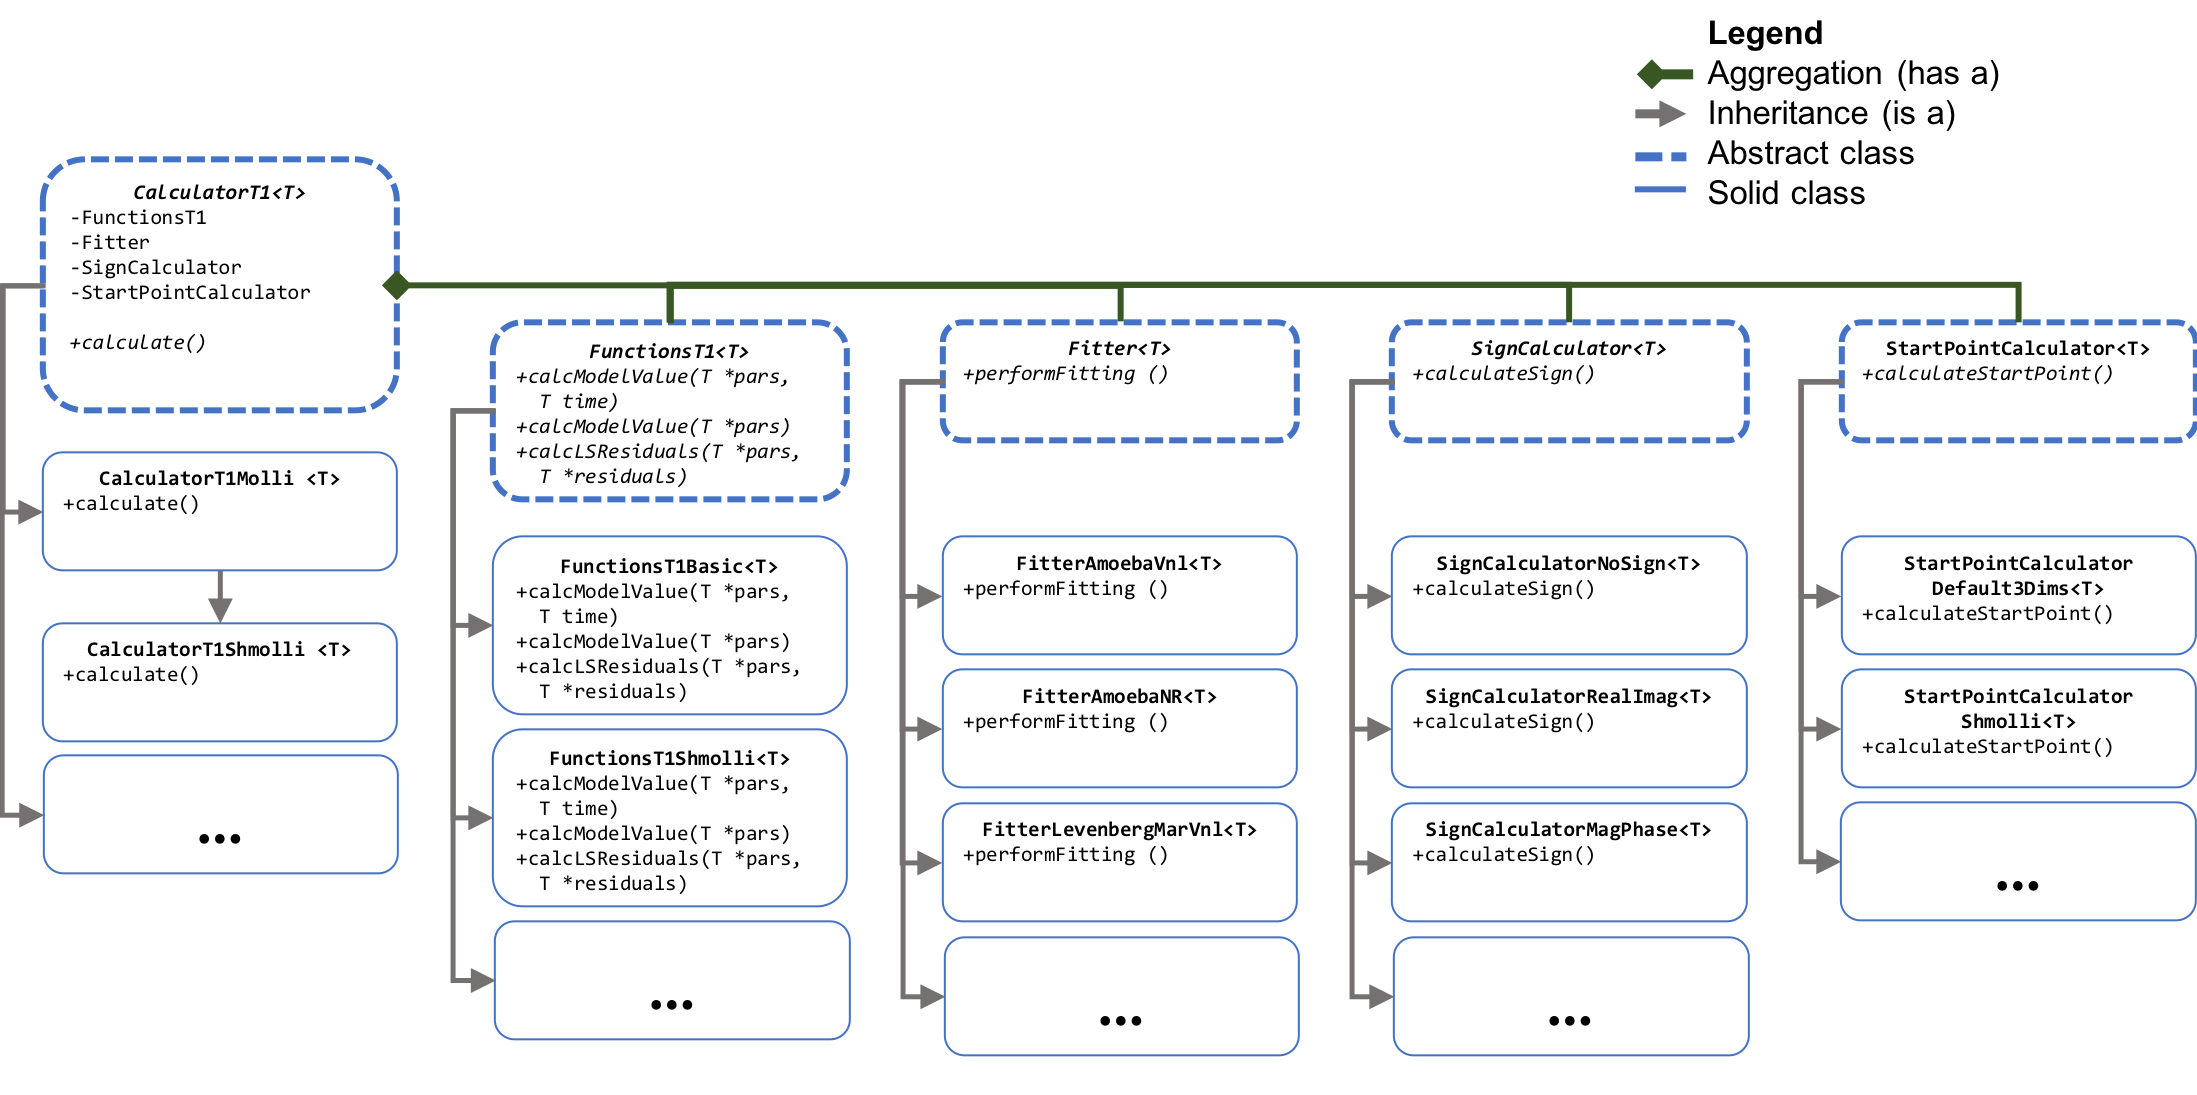 Legend
Aggregation (has a)
Inheritance (is a)
Abstract class
Solid class
CalculatorT1<T>
-FunctionsT1
-Fitter
-SignCalculator
-StartPointCalculator
+calculate()
CalculatorT1Molli <T>
+calculate()
CalculatorT1Shmolli <T>
+calculate()
...
FunctionsT1<T>
+calcModelValue(T *pars,
T time)
+calcModelValue(T *pars)
+calcLSResiduals(T *pars,
T *residuals)
FunctionsT1Basic<T>
+calcModelValue(T *pars,
T time)
+calcModelValue(T *pars)
+calcLSResiduals(T *pars,
T *residuals)
FunctionsT1Shmolli<T>
+calcModelValue(T *pars,
T time)
+calcModelValue(T *pars)
+calcLSResiduals(T *pars,
T *residuals)
...
Fitter<T>
+performFitting ()
FitterAmoebaVnl<T>
+performFitting ()
FitterAmoebaNR<T>
+performFitting ()
FitterLevenbergMarVnl<T>
+performFitting ()
...
SignCalculator<T>
+calculateSign()
SignCalculatorNoSign<T>
+calculateSign()
SignCalculatorRealImag<T>
+calculateSign()
SignCalculatorMagPhase<T>
+calculateSign()
...
StartPointCalculator<T>
+calculateStartPoint()
StartPointCalculator
Default3Dims<T>
+calculateStartPoint()
StartPointCalculator
Shmolli<T>
+calculateStartPoint()
...